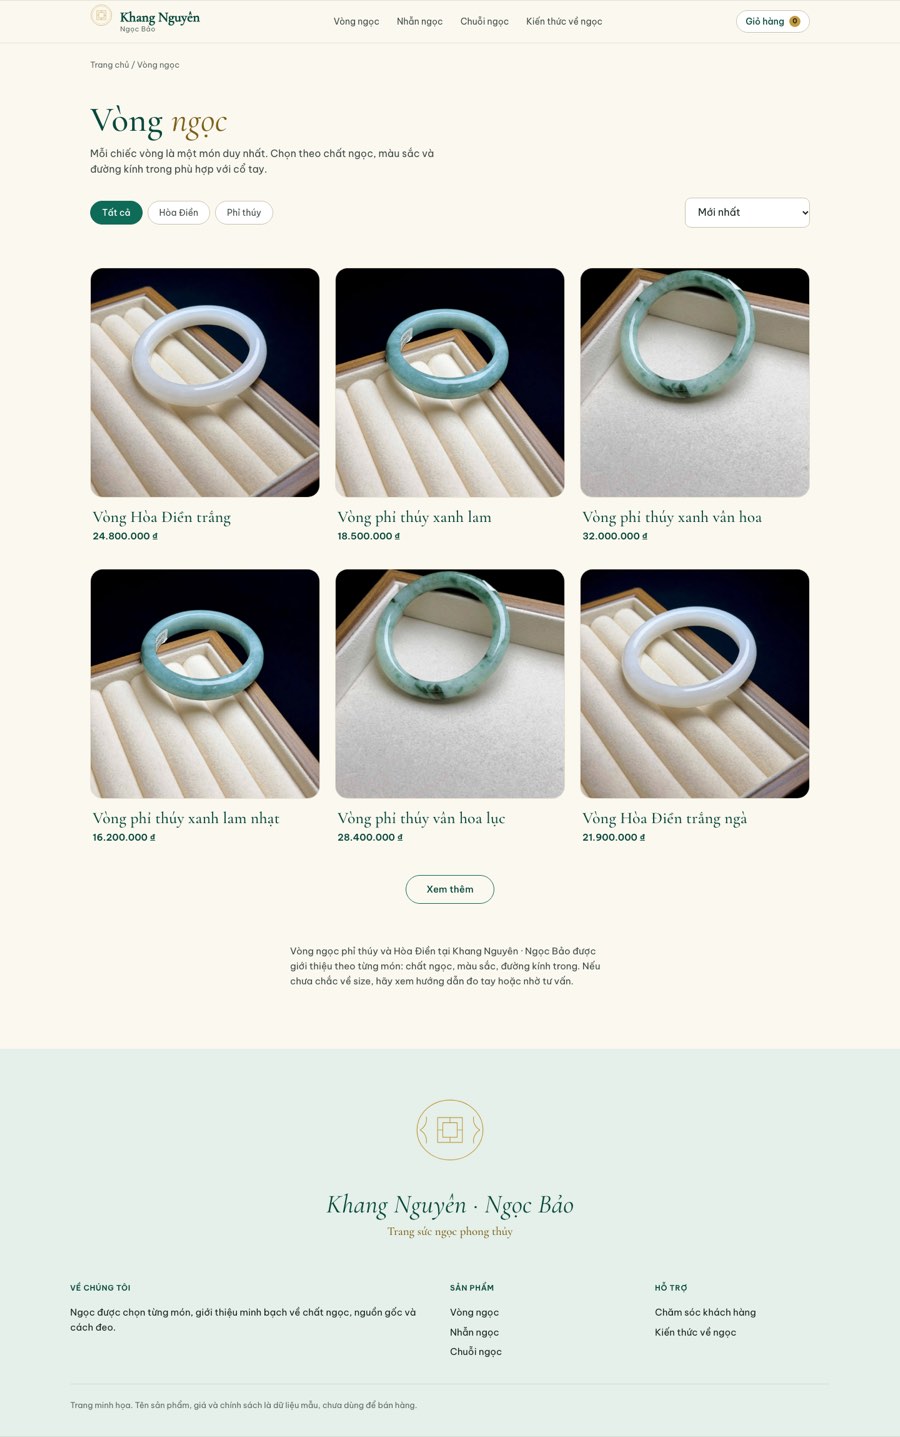 Khang Nguyên
Ngọc Bảo
Vòng ngọc
Nhẫn ngọc
Chuỗi ngọc
Kiến thức về ngọc
Giỏ hàng 0
Trang chủ / Vòng ngọc
Vòng ngọc
Mỗi chiếc vòng là một món duy nhất. Chọn theo chất ngọc, màu sắc và
đường kính trong phù hợp với cổ tay.
Tất cả
Hòa Điền
Phỉ thúy
Mới nhất
Vòng Hòa Điền trắng
24.800.000 ₫
Vòng phỉ thúy xanh lam
18.500.000 ₫
Vòng phỉ thúy xanh vân hoa
32.000.000 ₫
Vòng phỉ thúy xanh lam nhạt
16.200.000 ₫
Vòng phỉ thúy vân hoa lục
28.400.000 ₫
Vòng Hòa Điền trắng ngà
21.900.000 ₫
Xem thêm
Vòng ngọc phỉ thúy và Hòa Điền tại Khang Nguyên · Ngọc Bảo được
giới thiệu theo từng món: chất ngọc, màu sắc, đường kính trong. Nếu
chưa chắc về size, hãy xem hướng dẫn đo tay hoặc nhờ tư vấn.
Khang Nguyên · Ngọc Bảo
Trang sức ngọc phong thủy
VỀ CHÚNG TÔI
Ngọc được chọn từng món, giới thiệu minh bạch về chất ngọc, nguồn gốc và
cách đeo.
SẢN PHẨM
Vòng ngọc
Nhẫn ngọc
Chuỗi ngọc
HỖ TRỢ
Chăm sóc khách hàng
Kiến thức về ngọc
Trang minh họa. Tên sản phẩm, giá và chính sách là dữ liệu mẫu, chưa dùng để bán hàng.